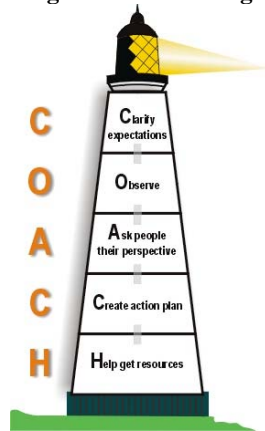 C
Clarify
expectations
O
Observe
A
Ask people
their perspective
C
Create action plan
H
Help get resources